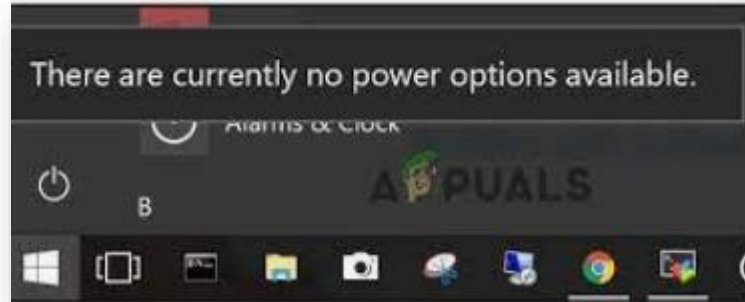 There are currently no power options available.
Alarms & Clock
B
APPUALS